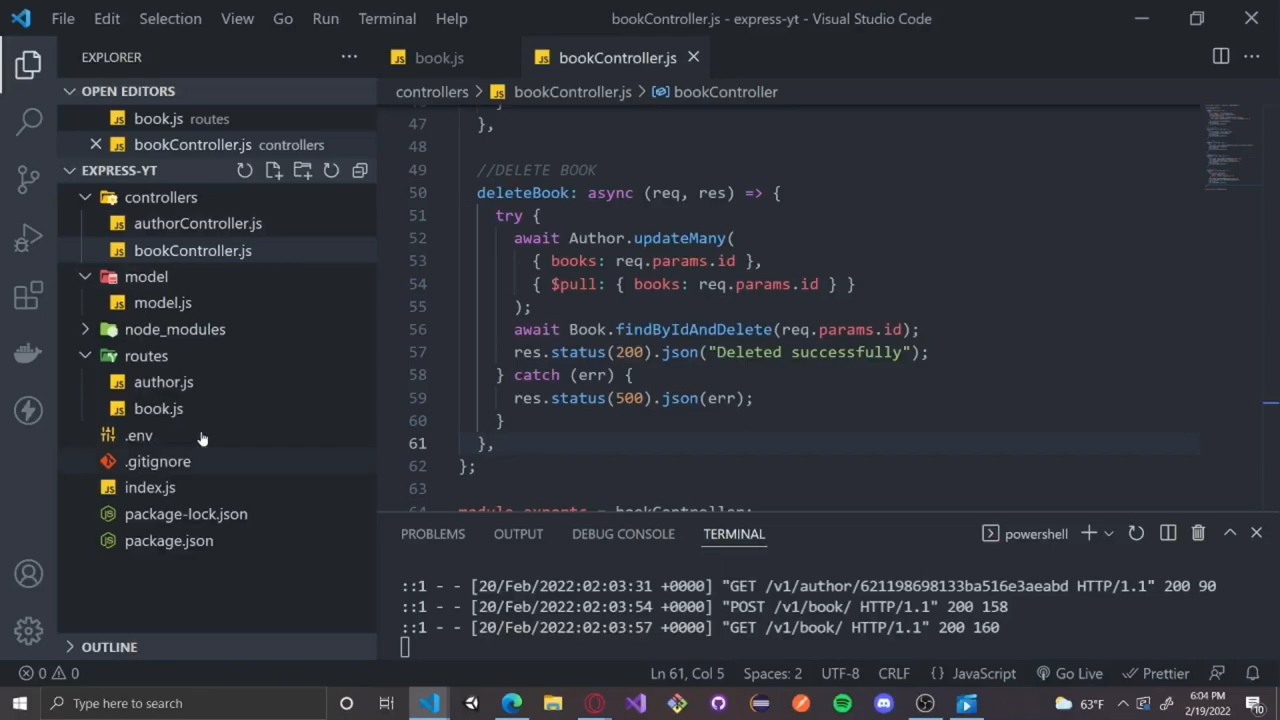 File Edit Selection View Go Run Terminal Help bookController.js - express-yt - Visual Studio Code
EXPLORER
OPEN EDITORS
book.js routes
bookController.js controllers
EXPRESS-YT
controllers
authorController.js
bookController.js
model
model.js
node_modules
routes
author.js
book.js
.env
.gitignore
index.js
package-lock.json
package.json
OUTLINE
book.js bookController.js
controllers > bookController.js > bookController
47 },
48
49 //DELETE BOOK
50 deleteBook: async (req, res) => {
51 try {
52 await Author.updateMany(
53 { books: req.params.id },
54 { $pull: { books: req.params.id } }
55 );
56 await Book.findByIdAndDelete(req.params.id);
57 res.status(200).json("Deleted successfully");
58 } catch (err) {
59 res.status(500).json(err);
60 }
61 },
62 };
63
64 module.exports = bookController;
PROBLEMS OUTPUT DEBUG CONSOLE TERMINAL powershell
::1 - - [20/Feb/2022:02:03:31 +0000] "GET /v1/author/621198698133ba516e3aeabd HTTP/1.1" 200 90
::1 - - [20/Feb/2022:02:03:54 +0000] "POST /v1/book/ HTTP/1.1" 200 158
::1 - - [20/Feb/2022:02:03:57 +0000] "GET /v1/book/ HTTP/1.1" 200 160
0 0 Ln 61, Col 5 Spaces: 2 UTF-8 CRLF {} JavaScript Go Live Prettier
Type here to search 63°F 6:04 PM
2/19/2022 10